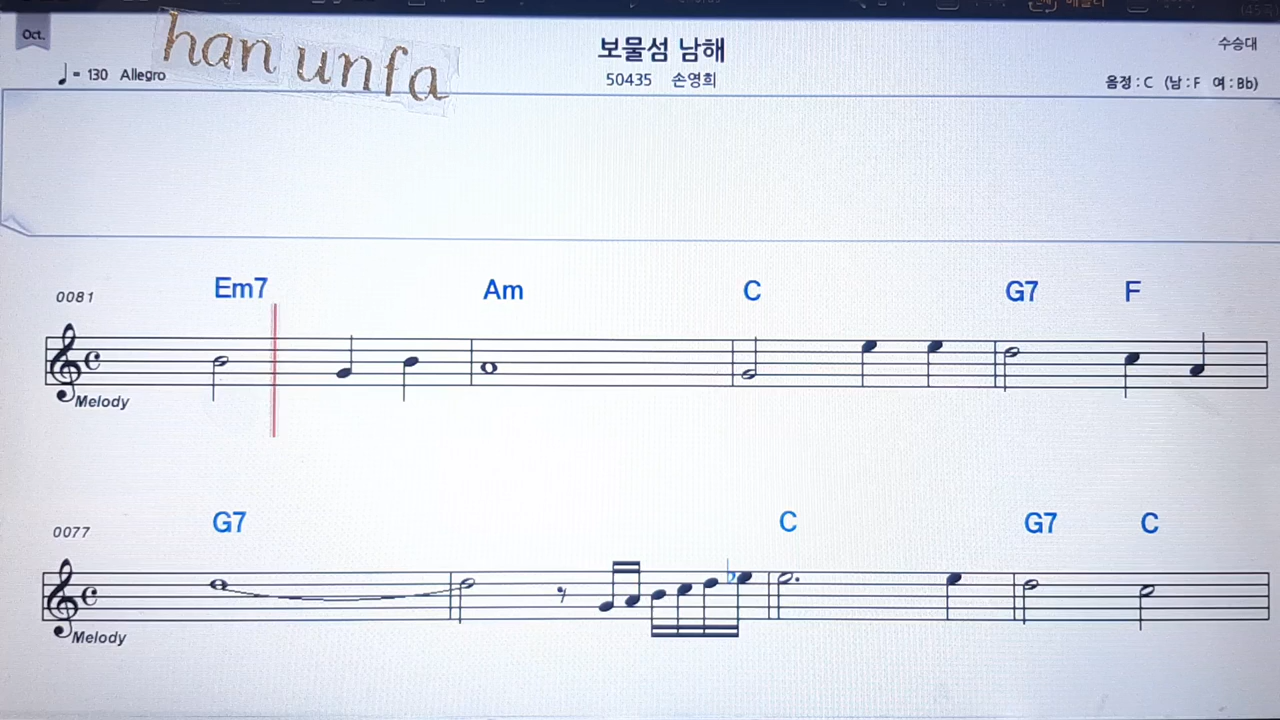 Oct.
han unfa
보물섬 남해
수승대
♩= 130 Allegro
50435 손영희
음정 : C (남 : F 여 : Bb)
0081
Em7 Am C G7 F
Melody
0077
G7 C G7 C
Melody